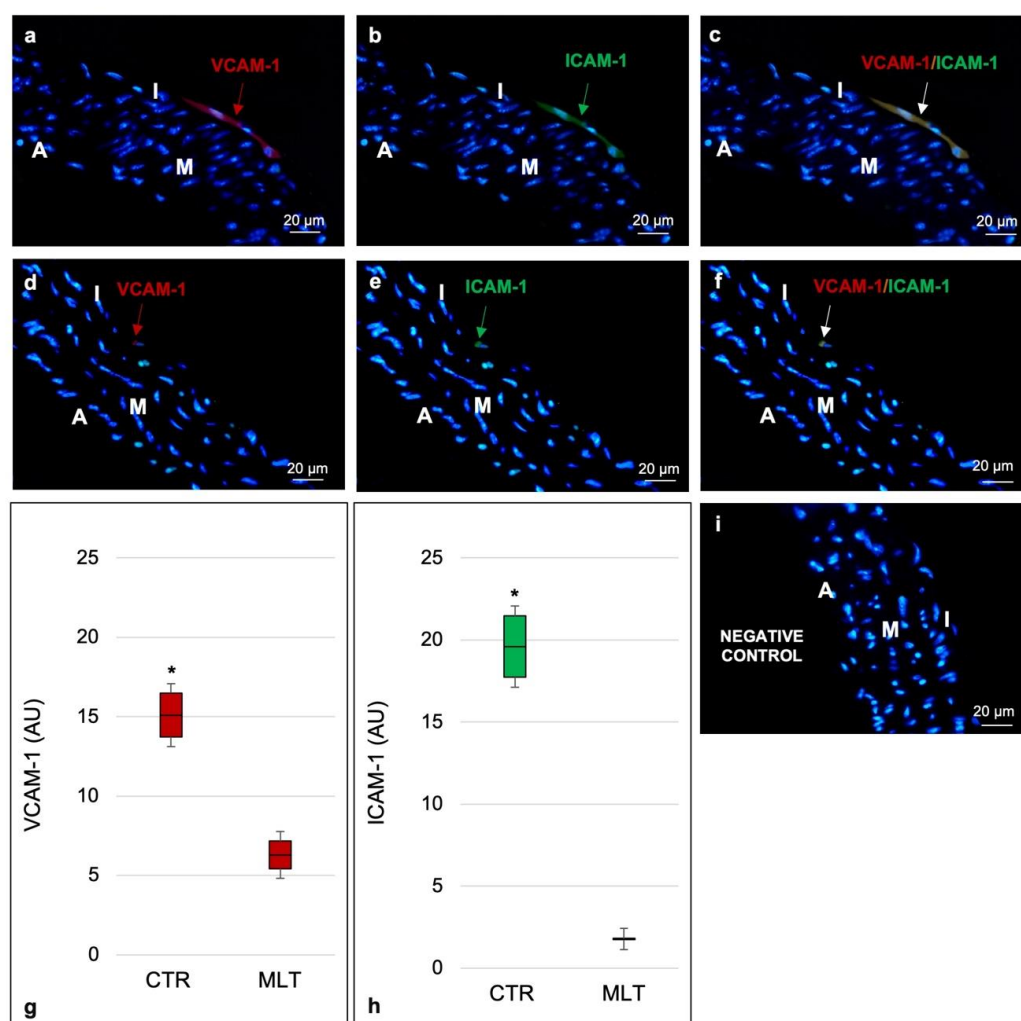 a
VCAM-1
I
A
M
20 µm
b
ICAM-1
I
A
M
20 µm
c
VCAM-1/ICAM-1
I
A
M
20 µm
d
VCAM-1
I
A
M
20 µm
e
ICAM-1
I
A
M
20 µm
f
VCAM-1/ICAM-1
I
A
M
20 µm
VCAM-1 (AU)
25
20
15
10
5
0
*
CTR
MLT
g
ICAM-1 (AU)
25
20
15
10
5
0
*
CTR
MLT
h
i
A
M
I
NEGATIVE
CONTROL
20 µm